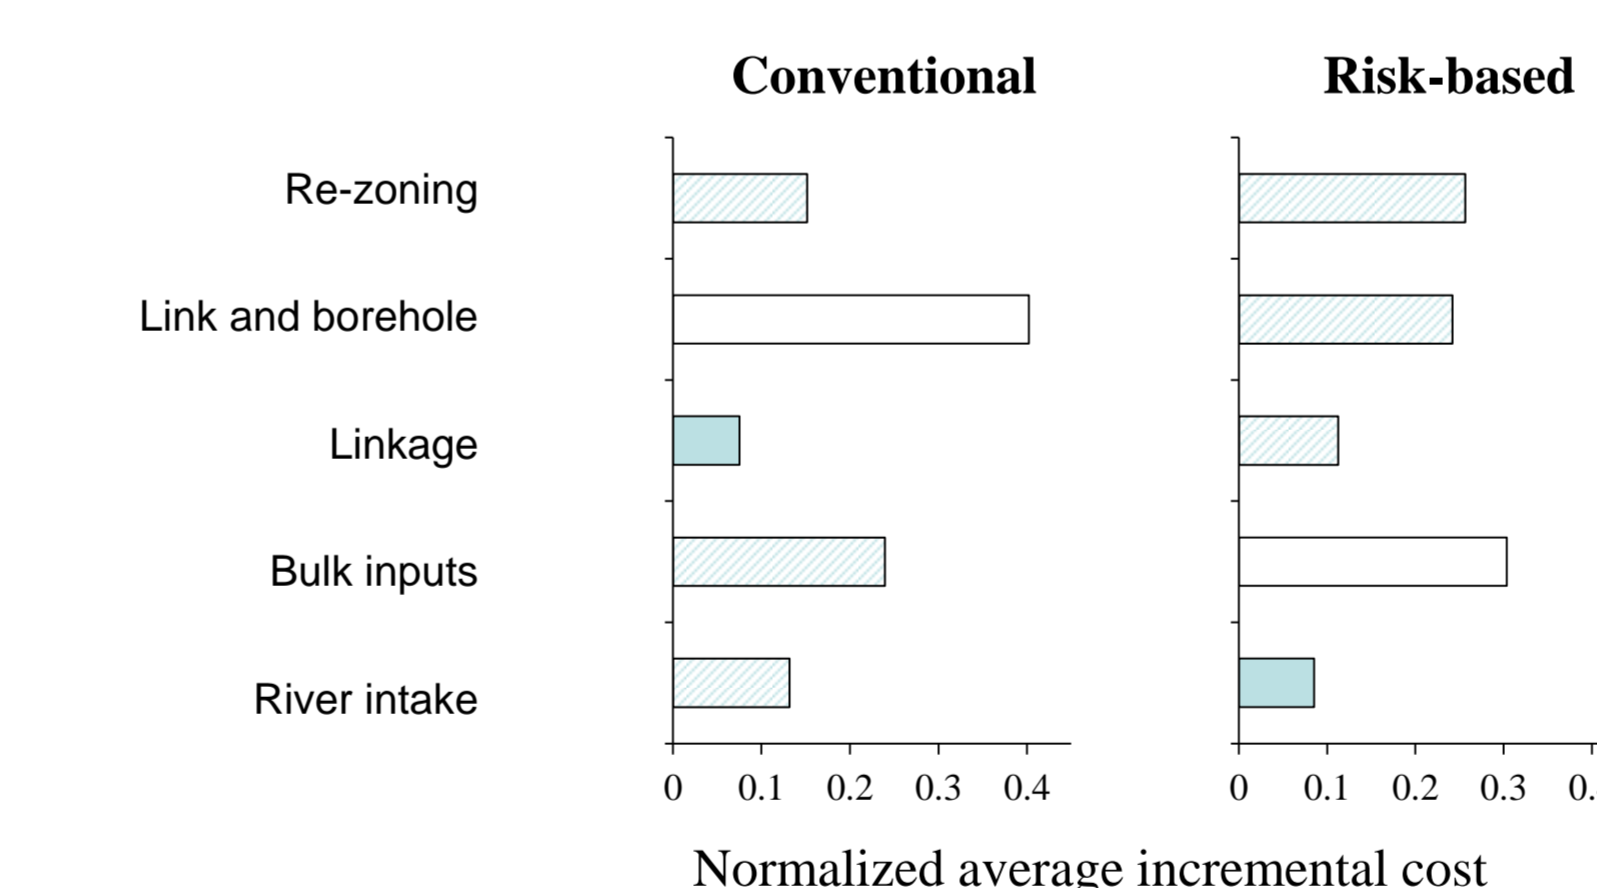 Conventional Risk-based
Re-zoning
Link and borehole
Linkage
Bulk inputs
River intake
0 0.1 0.2 0.3 0.4 0 0.1 0.2 0.3 0.
Normalized average incremental cost